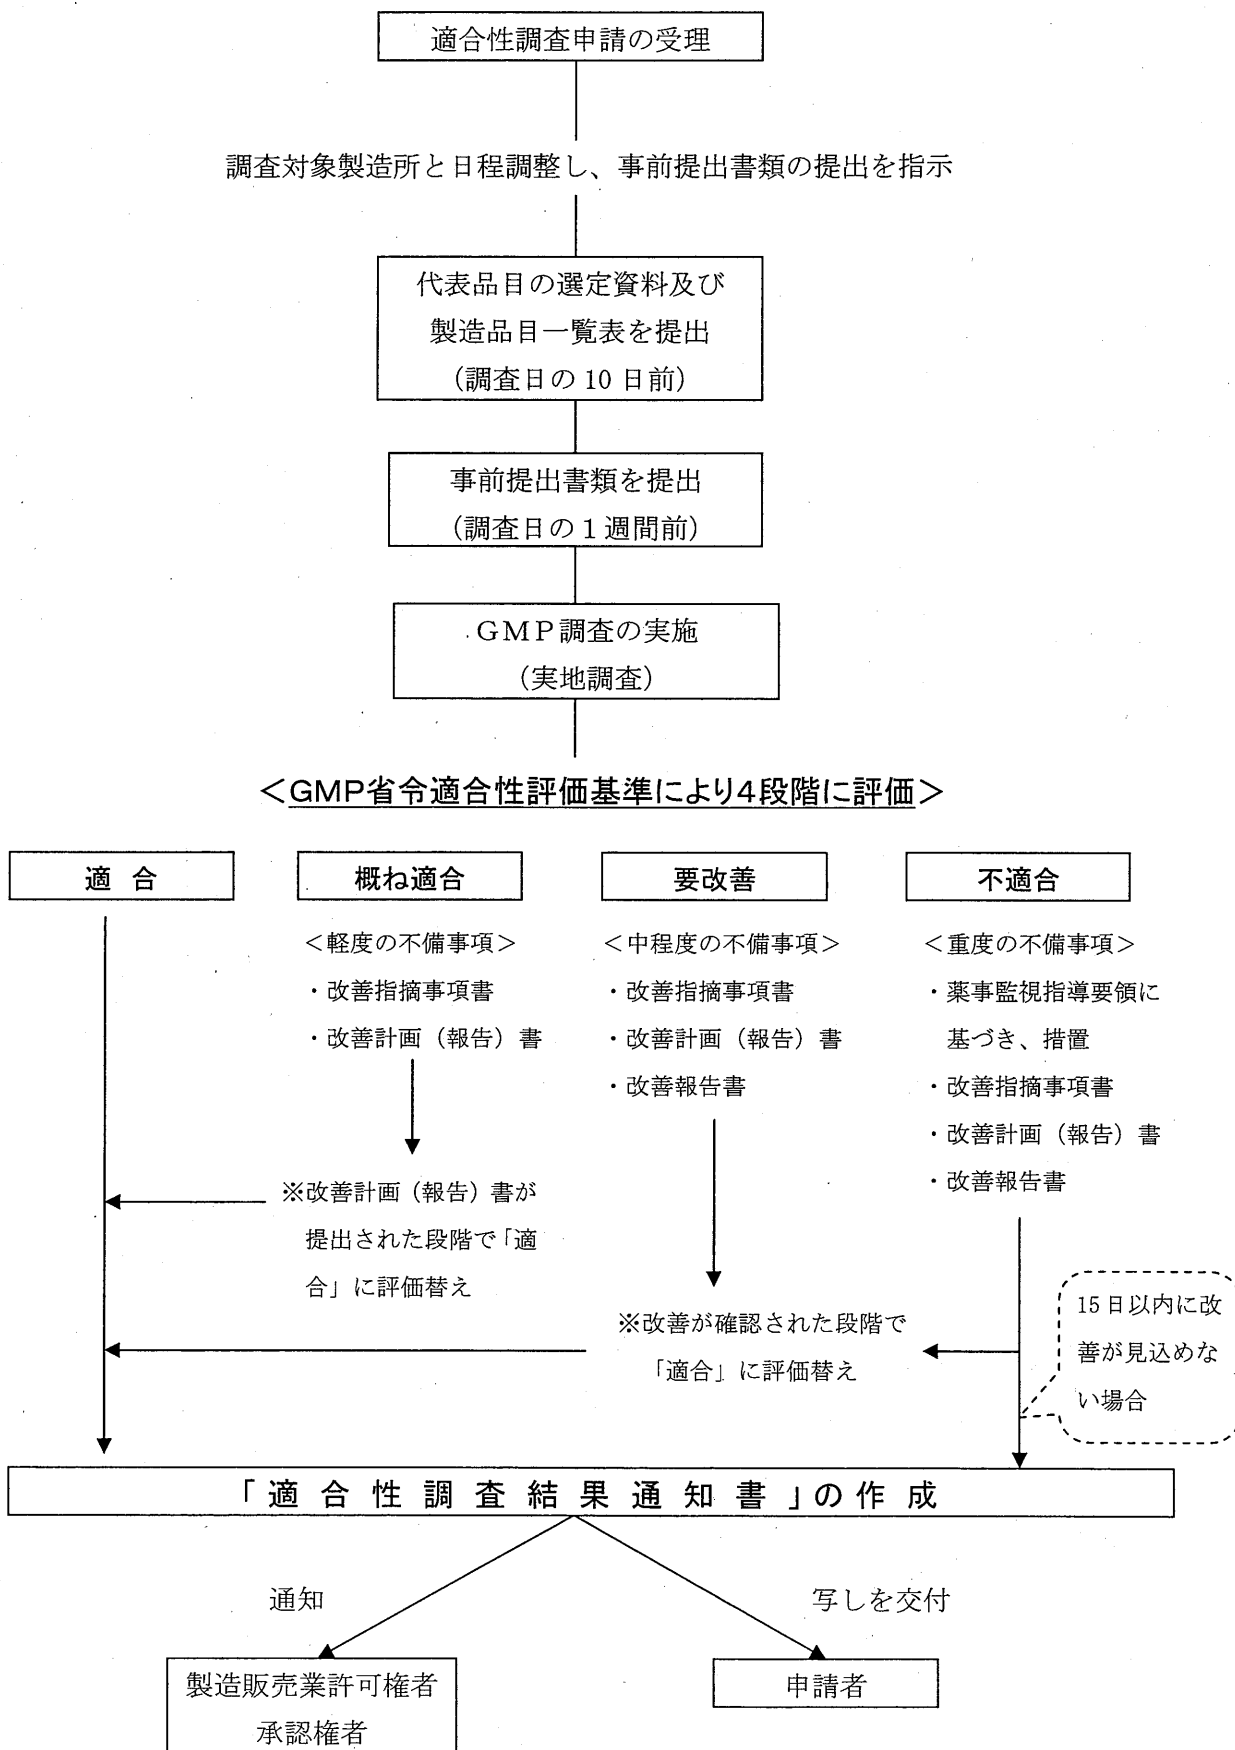 適合性調査申請の受理
調査対象製造所と日程調整し、事前提出書類の提出を指示
代表品目の選定資料及び
製造品目一覧表を提出
(調査日の 10 日前)
事前提出書類を提出
(調査日の1週間前)
GMP調査の実施
(実地調査)
＜GMP省令適合性評価基準により4段階に評価＞
適 合
概ね適合
＜軽度の不備事項＞
・改善指摘事項書
・改善計画（報告）書
※改善計画（報告）書が
提出された段階で「適
合」に評価替え
要改善
＜中程度の不備事項＞
・改善指摘事項書
・改善計画（報告）書
・改善報告書
※改善が確認された段階で
「適合」に評価替え
不適合
＜重度の不備事項＞
・薬事監視指導要領に
基づき、措置
・改善指摘事項書
・改善計画（報告）書
・改善報告書
15日以内に改
善が見込めな
い場合
「 適 合 性 調 査 結 果 通 知 書 」の 作 成
通知
写しを交付
製造販売業許可権者
承認権者
申請者